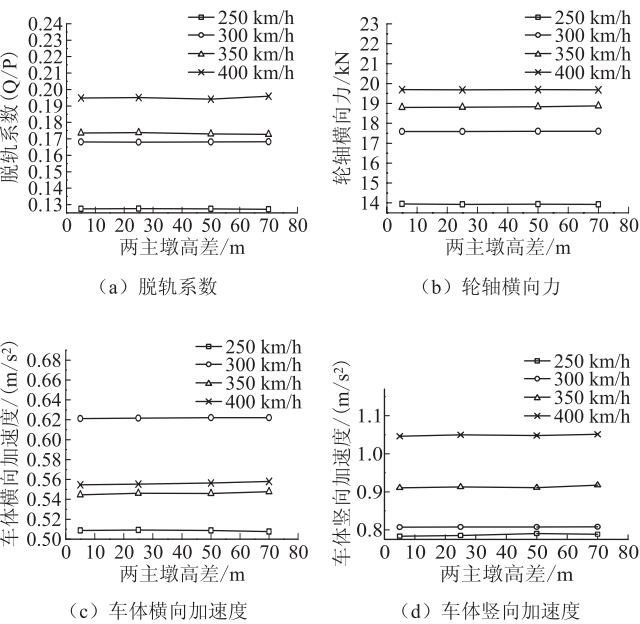 脱轨系数(Q/P)
0.24
0.23
0.22
0.21
0.20
0.19
0.18
0.17
0.16
0.15
0.14
0.13
250 km/h
300 km/h
350 km/h
400 km/h
0 10 20 30 40 50 60 70 80
两主墩高差/m
(a) 脱轨系数
轮轴横向力/kN
23
22
21
20
19
18
17
16
15
14
250 km/h
300 km/h
350 km/h
400 km/h
0 10 20 30 40 50 60 70 80
两主墩高差/m
(b) 轮轴横向力
车体横向加速度/(m/s²)
0.68
0.66
0.64
0.62
0.60
0.58
0.56
0.54
0.52
0.50
250 km/h
300 km/h
350 km/h
400 km/h
0 10 20 30 40 50 60 70 80
两主墩高差/m
(c) 车体横向加速度
车体竖向加速度/(m/s²)
1.1
1.0
0.9
0.8
250 km/h
300 km/h
350 km/h
400 km/h
0 10 20 30 40 50 60 70 80
两主墩高差/m
(d) 车体竖向加速度